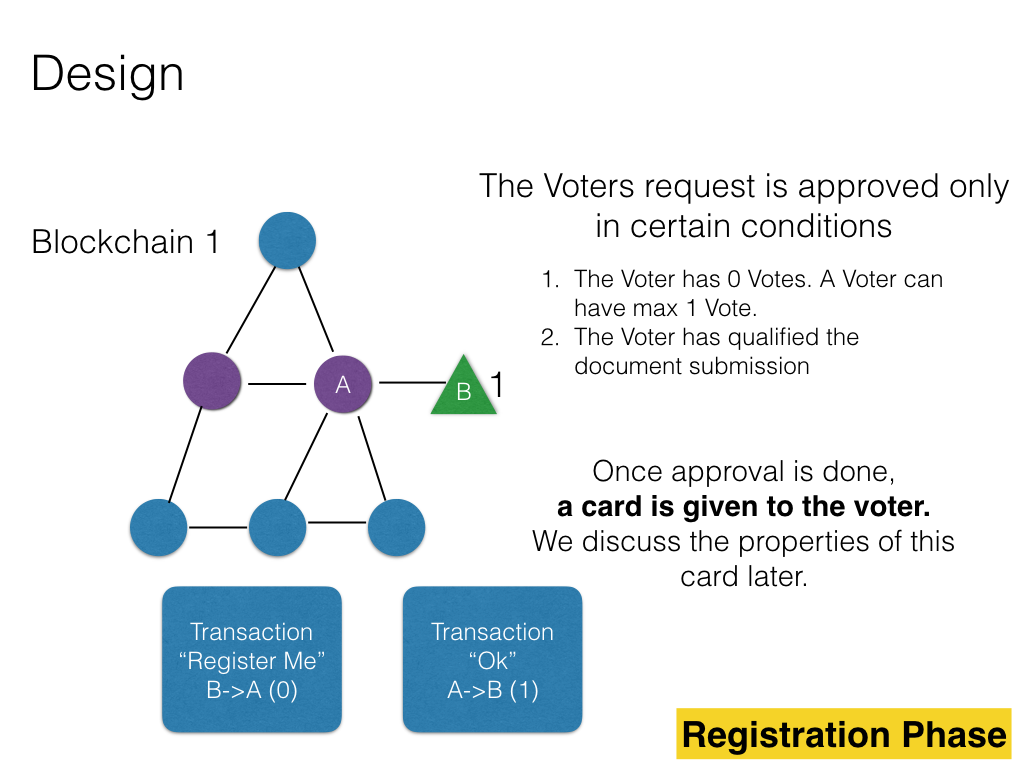 Design
The Voters request is approved only
in certain conditions
Blockchain 1
1. The Voter has 0 Votes. A Voter can
have max 1 Vote.
2. The Voter has qualified the
document submission
A
B
1
Once approval is done,
a card is given to the voter.
We discuss the properties of this
card later.
Transaction
“Register Me”
B->A (0)
Transaction
“Ok”
A->B (1)
Registration Phase